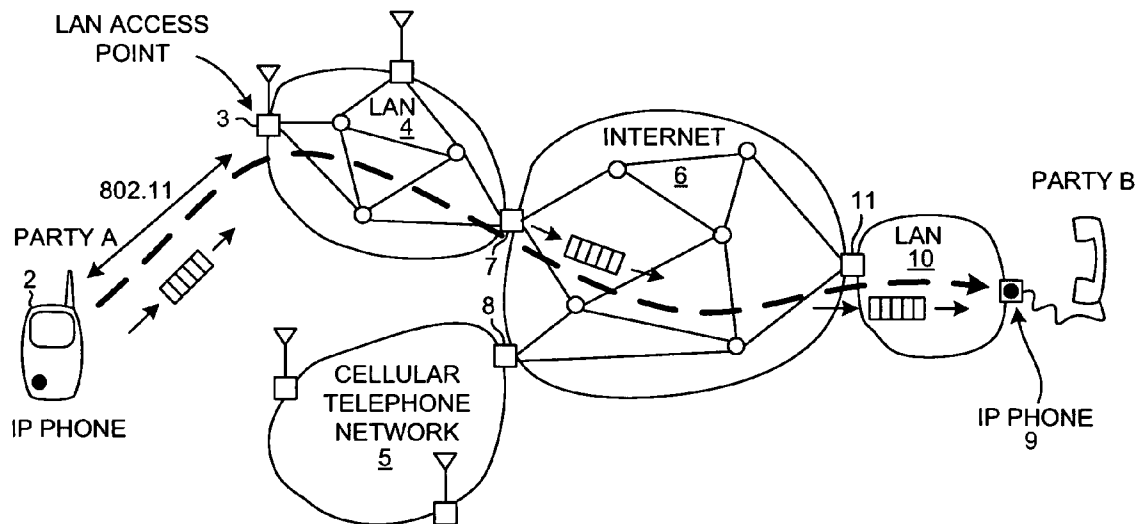 LAN ACCESS
POINT
3
LAN
4
802.11
INTERNET
6
PARTY B
PARTY A
2
7
11
LAN
10
8
CELLULAR
TELEPHONE
NETWORK
5
IP PHONE
IP PHONE
9